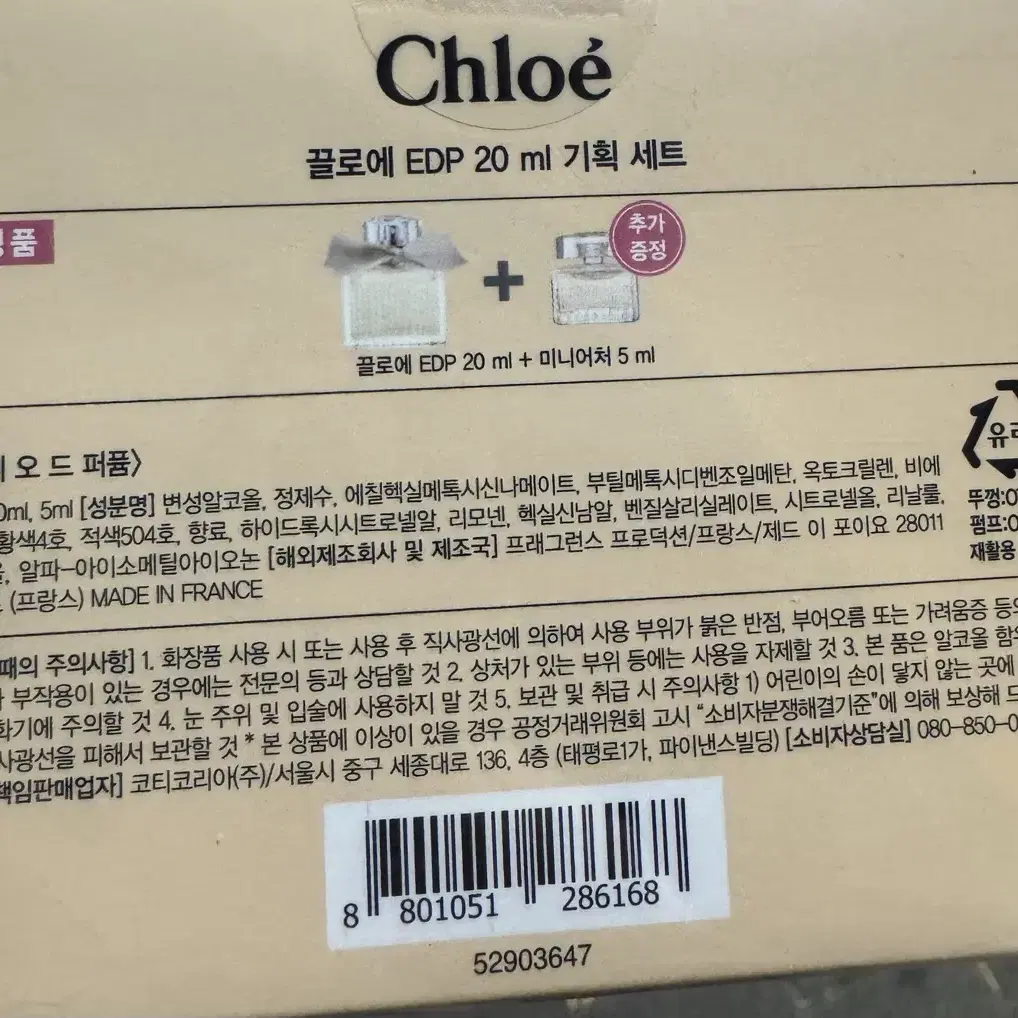 Chloé
끌로에 EDP 20 ml 기획 세트
품
추가
증정
+
끌로에 EDP 20 ml + 미니어처 5 ml
오 드 퍼퓸〉
0ml, 5ml [성분명] 변성알코올, 정제수, 에칠헥실메톡시신나메이트, 부틸메톡시디벤조일메탄, 옥토크릴렌, 비에
황색4호, 적색504호, 향료, 하이드록시시트로넬알, 리모넨, 헥실신남알, 벤질살리실레이트, 시트로넬올, 리날룰,
알파-아이소메틸아이오논 [해외제조회사 및 제조국] 프래그런스 프로덕션/프랑스/제드 이 포이요 28011
(프랑스) MADE IN FRANCE
유리
뚜껑:O
펌프:O
재활용
때의 주의사항] 1. 화장품 사용 시 또는 사용 후 직사광선에 의하여 사용 부위가 붉은 반점, 부어오름 또는 가려움증 등의
부작용이 있는 경우에는 전문의 등과 상담할 것 2. 상처가 있는 부위 등에는 사용을 자제할 것 3. 본 품은 알코올 함유
화기에 주의할 것 4. 눈 주위 및 입술에 사용하지 말 것 5. 보관 및 취급 시 주의사항 1) 어린이의 손이 닿지 않는 곳에
사광선을 피해서 보관할 것 * 본 상품에 이상이 있을 경우 공정거래위원회 고시 “소비자분쟁해결기준”에 의해 보상해 드
책임판매업자] 코티코리아(주)/서울시 중구 세종대로 136, 4층 (태평로1가, 파이낸스빌딩) [소비자상담실] 080-850-0
8 801051 286168
52903647